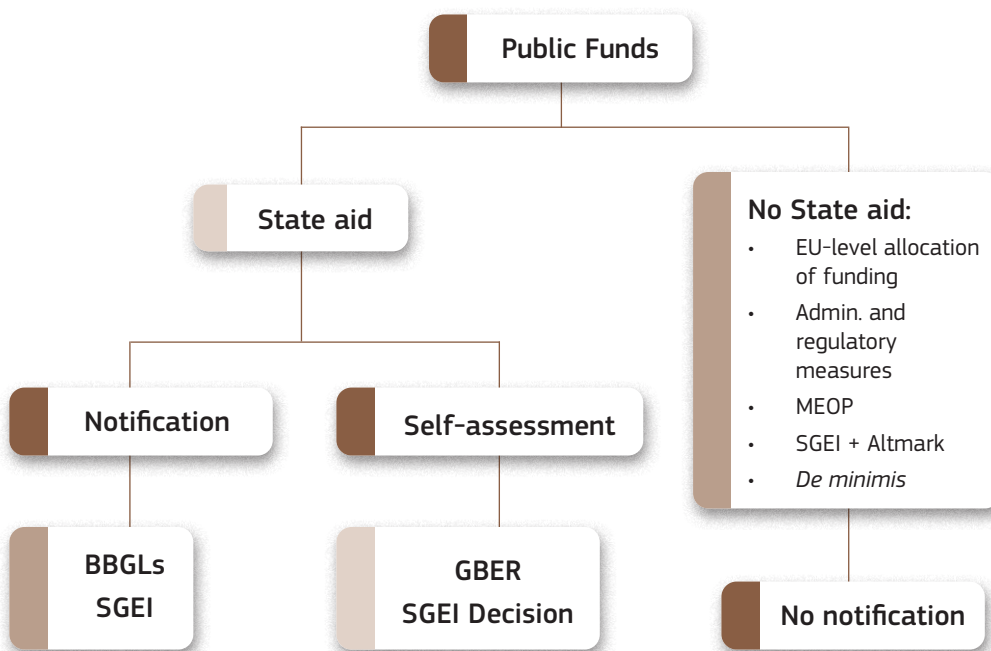 Public Funds
State aid
No State aid:
• EU-level allocation
of funding
• Admin. and
regulatory
measures
• MEOP
• SGEI + Altmark
• De minimis
Notification
Self-assessment
BBGLs
SGEI
GBER
SGEI Decision
No notification